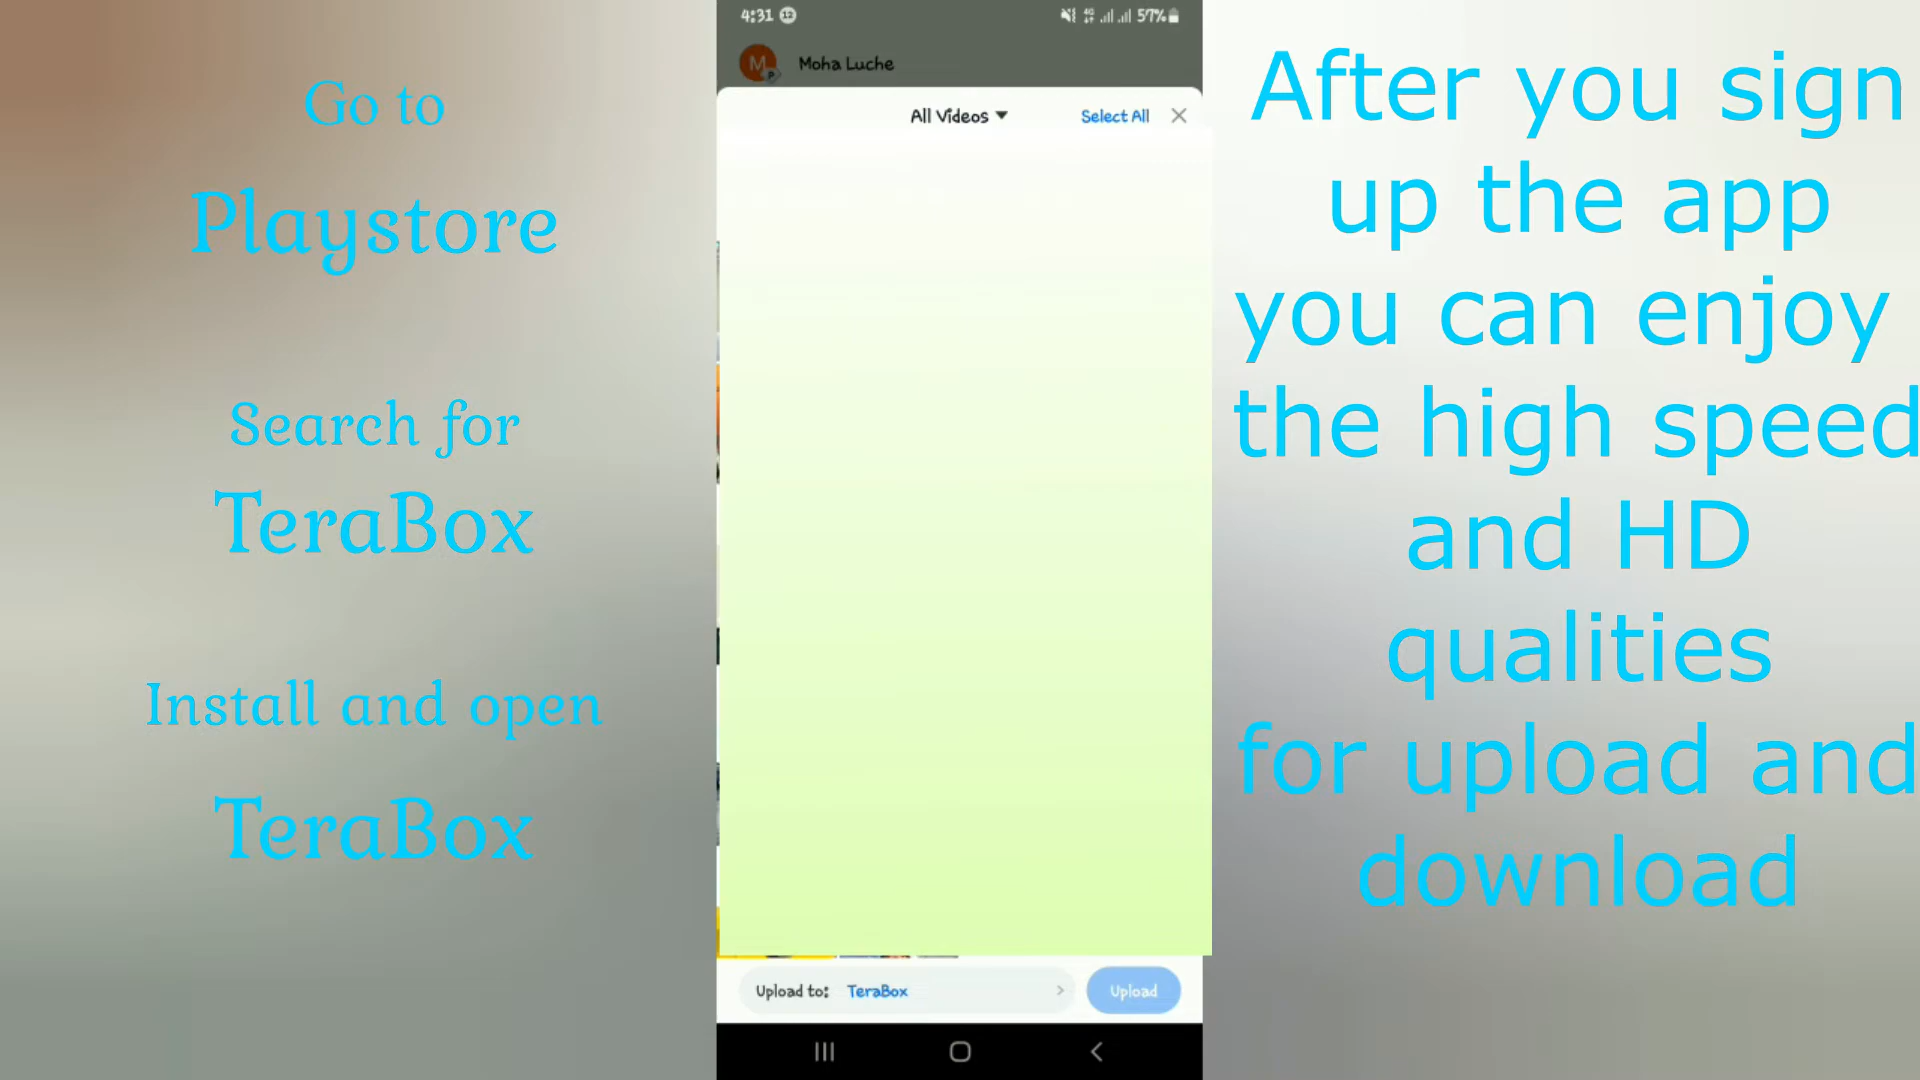 Go to
Playstore
Search for
TeraBox
Install and open
TeraBox
4:31
57%
M
P
Moha Luche
All Videos
Select All
Upload to: TeraBox
Upload
After you sign
up the app
you can enjoy
the high speed
and HD
qualities
for upload and
download